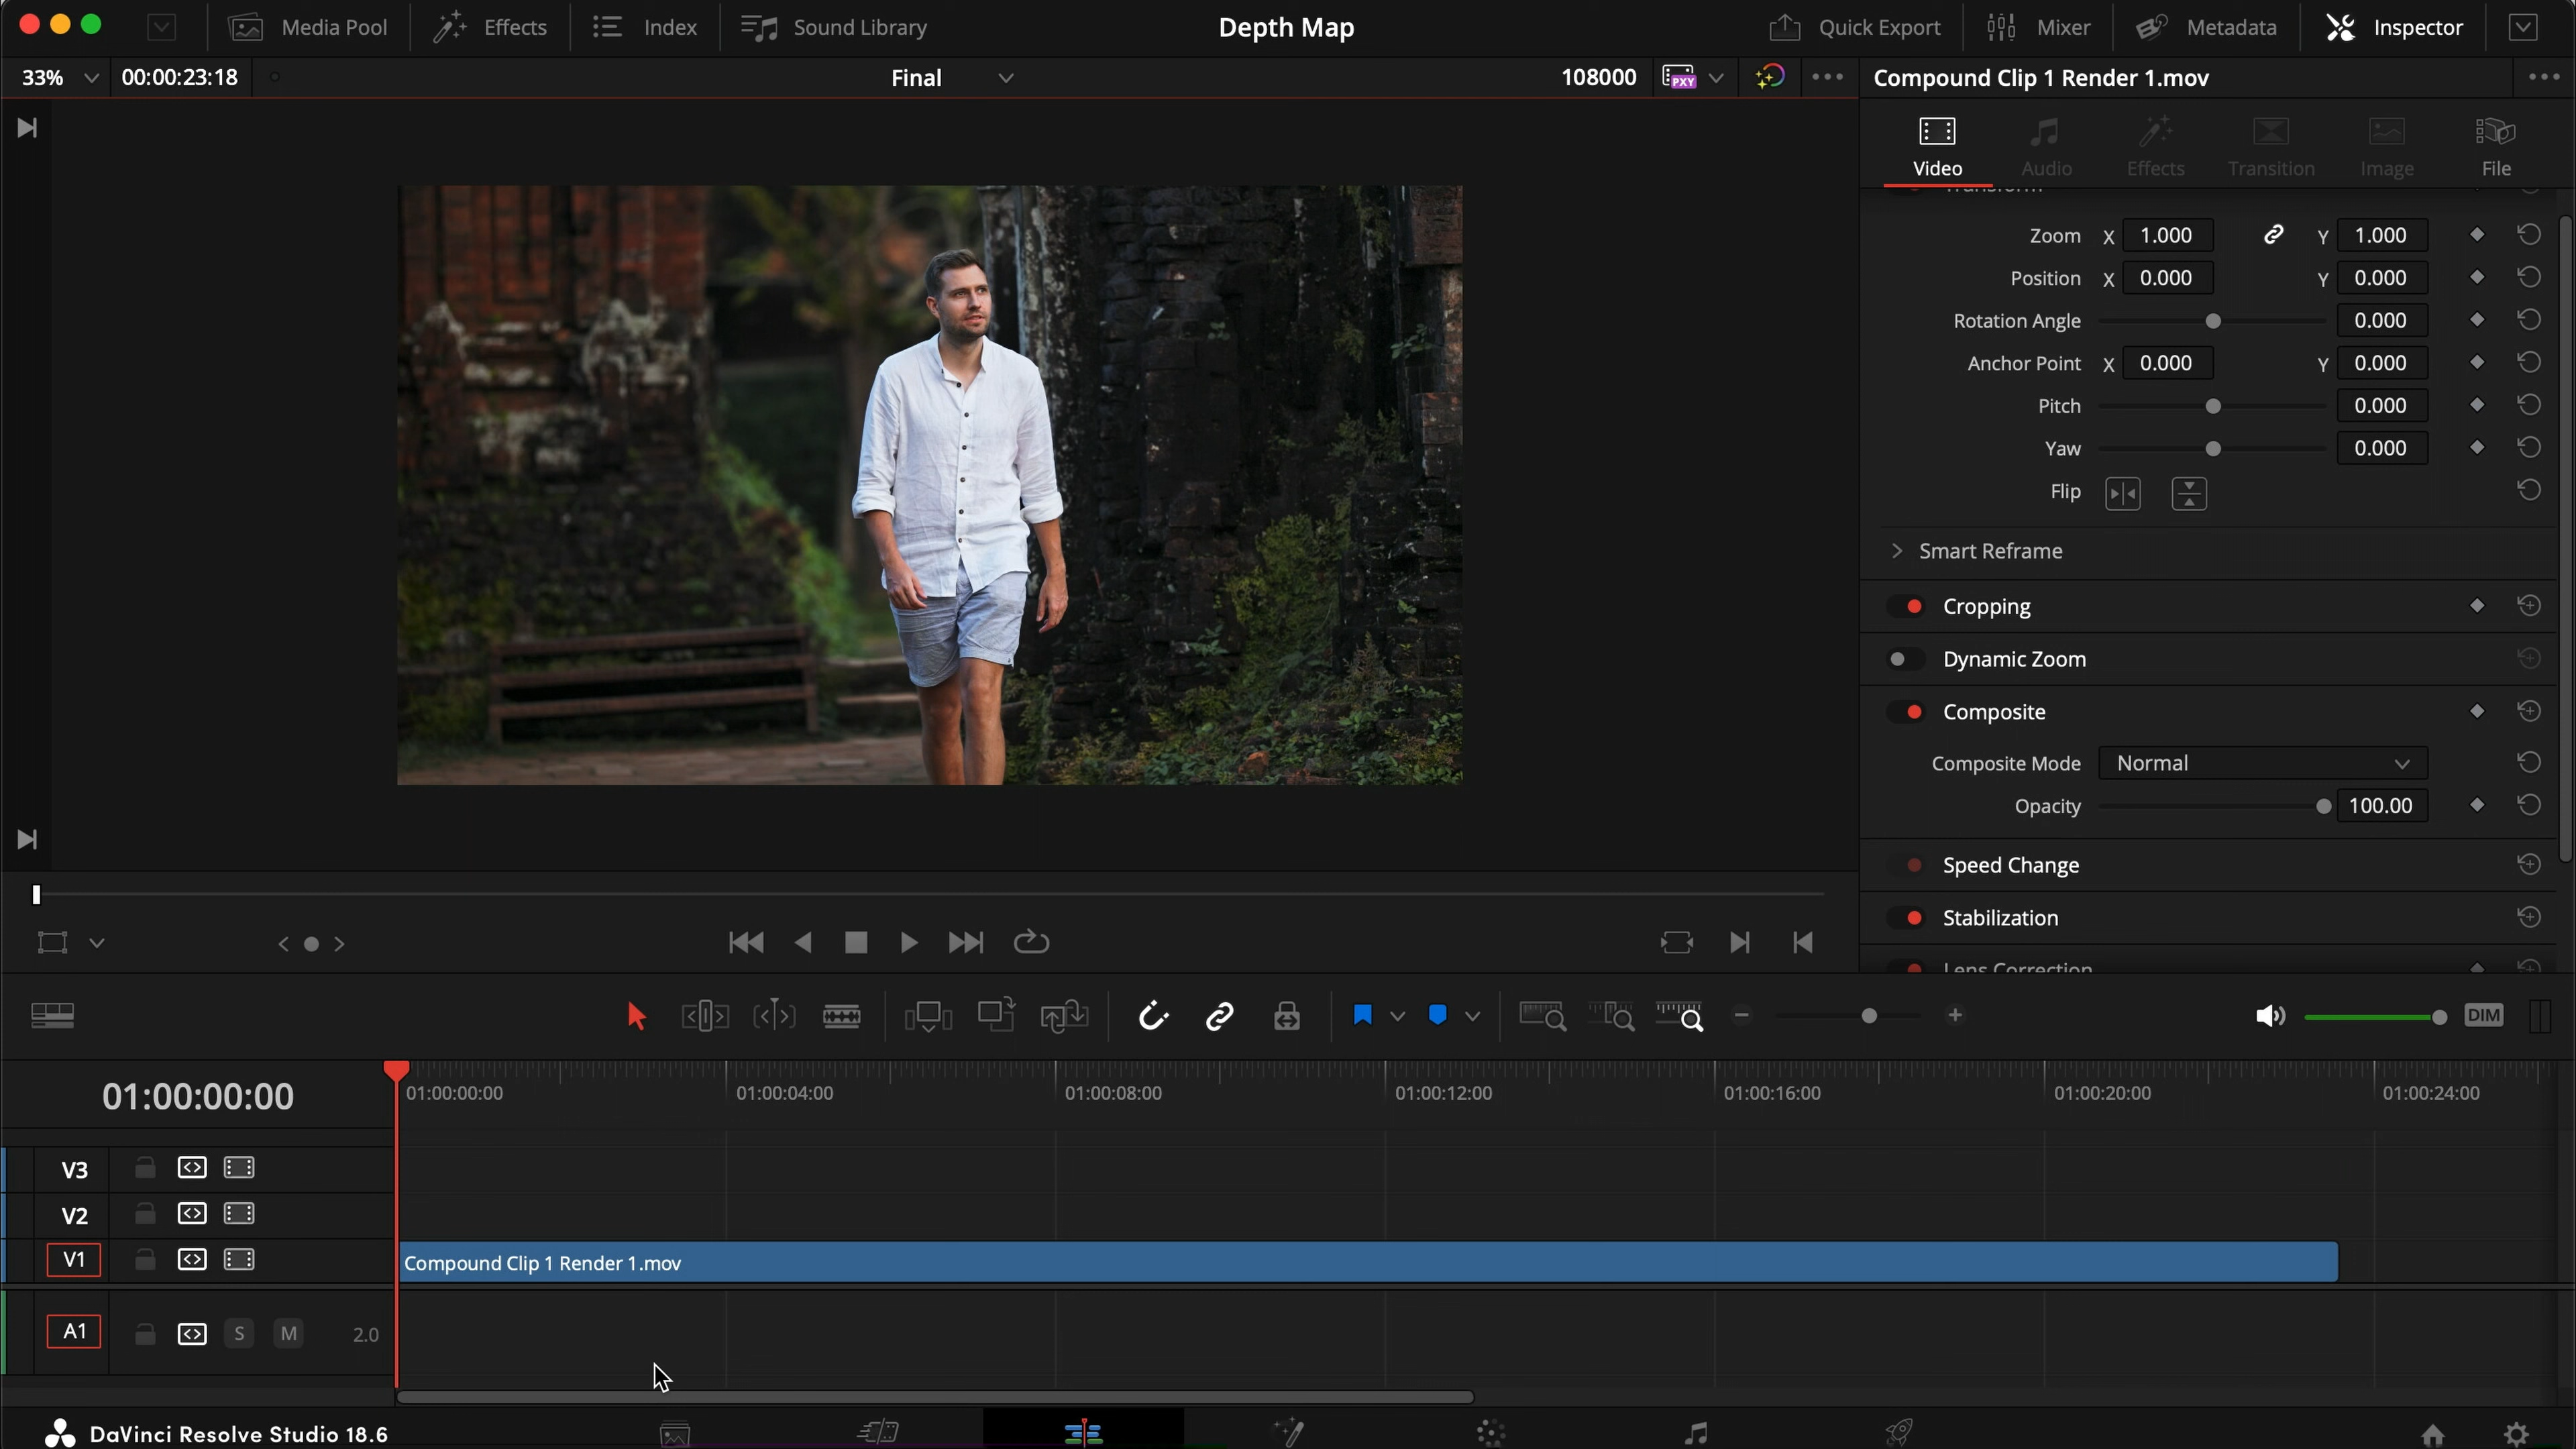 Media Pool Effects Index Sound Library Depth Map Quick Export Mixer Metadata Inspector
33% 00:00:23:18 Final 108000 PXY Compound Clip 1 Render 1.mov
Video Audio Effects Transition Image File
Transform
Zoom X 1.000 Y 1.000
Position X 0.000 Y 0.000
Rotation Angle 0.000
Anchor Point X 0.000 Y 0.000
Pitch 0.000
Yaw 0.000
Flip
Smart Reframe
Cropping
Dynamic Zoom
Composite
Composite Mode Normal
Opacity 100.00
Speed Change
Stabilization
Lens Correction
DIM
01:00:00:00 01:00:00:00 01:00:04:00 01:00:08:00 01:00:12:00 01:00:16:00 01:00:20:00 01:00:24:00
V3
V2
V1 Compound Clip 1 Render 1.mov
A1 S M 2.0
DaVinci Resolve Studio 18.6